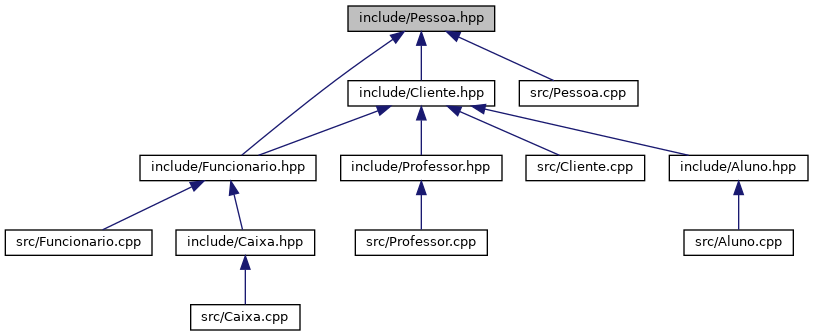 include/Pessoa.hpp
include/Cliente.hpp
src/Pessoa.cpp
include/Funcionario.hpp
include/Professor.hpp
src/Cliente.cpp
include/Aluno.hpp
src/Funcionario.cpp
include/Caixa.hpp
src/Professor.cpp
src/Aluno.cpp
src/Caixa.cpp